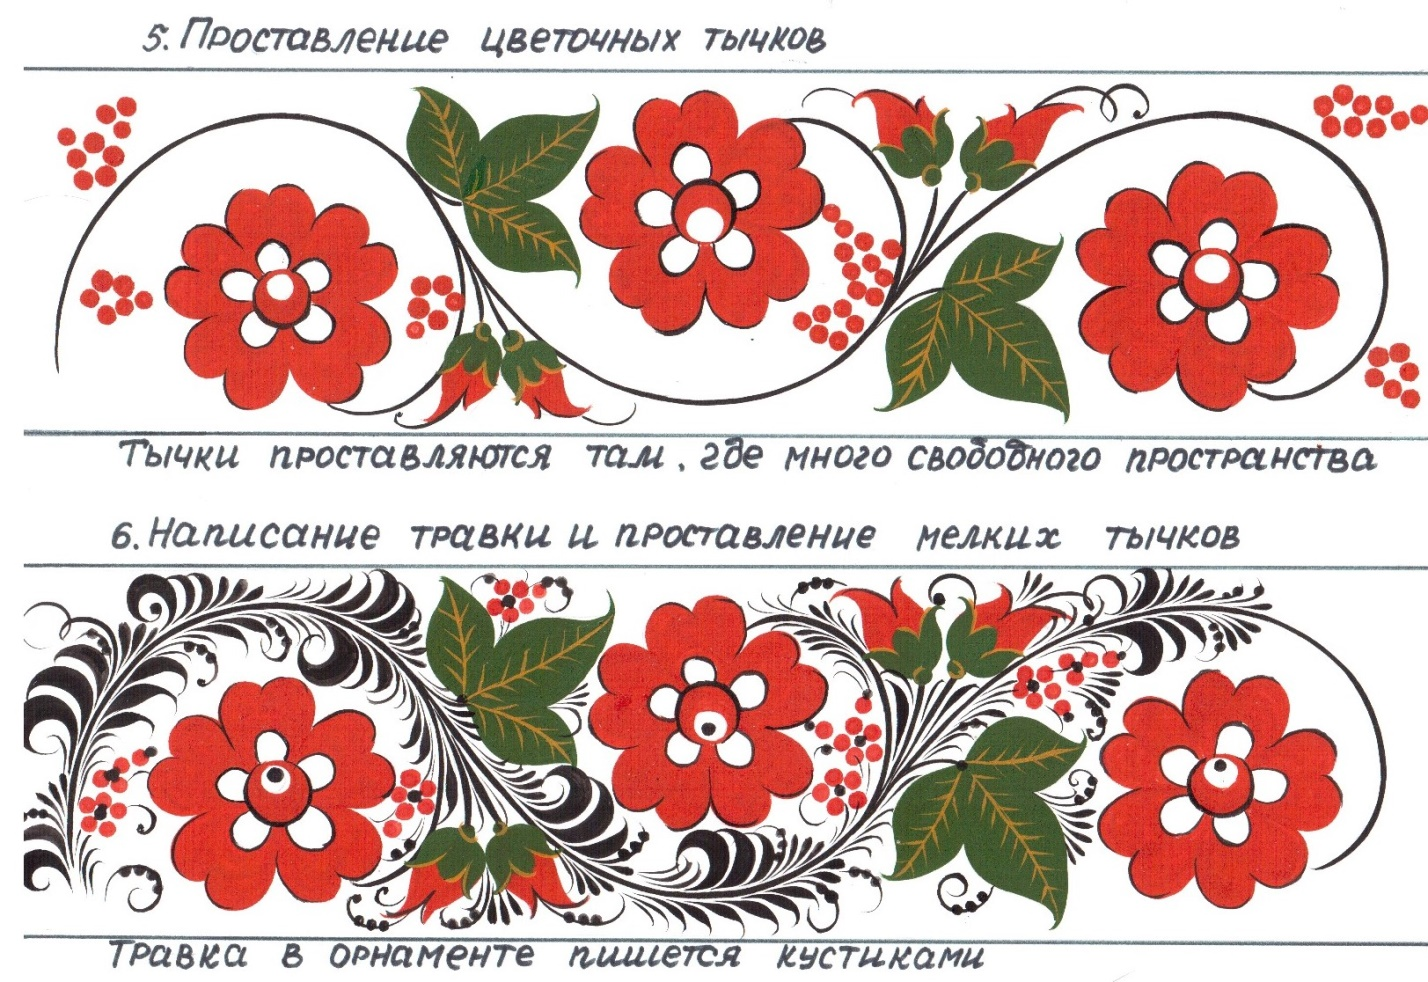 5. Проставление цветочных тычков
Тычки проставляются там, где много свободного пространства
6. Написание травки и проставление мелких тычков
Травка в орнаменте пишется кустиками